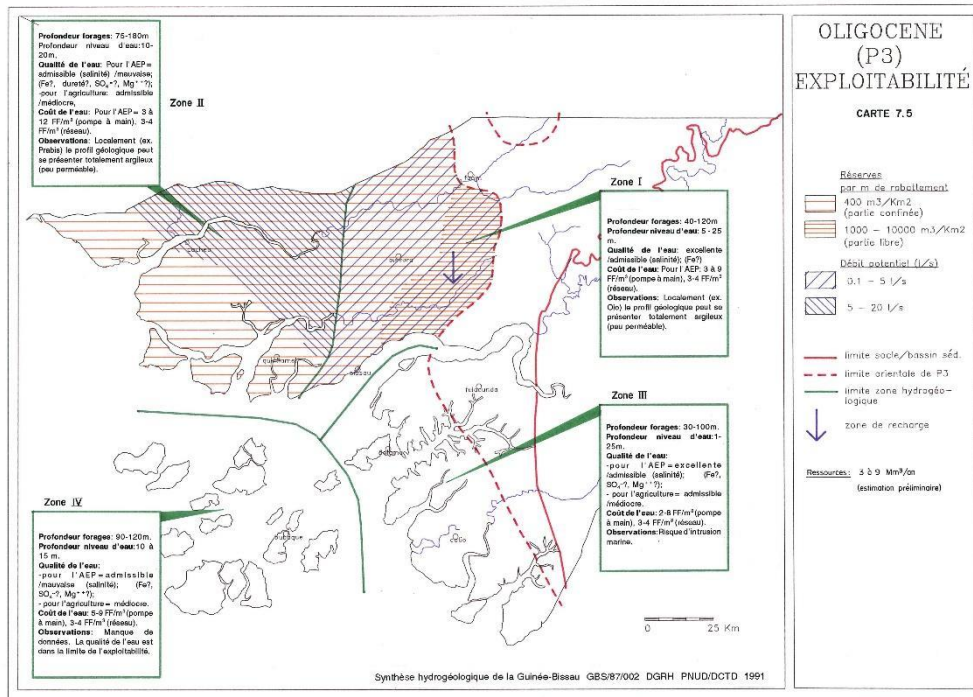 Profondeur forages: 75-180m
Profondeur niveau d'eau:10-
20m.
Qualité de l'eau: Pour l'AEP=
admissible (salinité) /mauvaise;
(Fe?, dureté?, SO₄⁻?, Mg⁺⁺?);
-pour l'agriculture: admissible
/médiocre,
Coût de l'eau: Pour l'AEP= 3 à
12 FF/m³ (pompe à main), 3-4
FF/m³ (réseau).
Observations: Localement (ex.
Prabis) le profil géologique peut
se présenter totalement argileux
(peu perméable).
Zone II
Zone I
Profondeur forages: 40-120m
Profondeur niveau d'eau: 5 - 25
m.
Qualité de l'eau: excellente
/admissible (salinité); (Fe?)
Coût de l'eau: Pour l'AEP: 3 à 9
FF/m³ (pompe à main), 3-4 FF/m³
(réseau).
Observations: Localement (ex.
Olo) le profil géologique peut se
présenter totalement argileux
(peu perméable).
Zone III
Profondeur forages: 30-100m.
Profondeur niveau d'eau:1-
25m.
Qualité de l'eau:
-pour l'AEP=excellente
/admissible (salinité); (Fe?,
SO₄⁻?, Mg⁺⁺?);
- pour l'agriculture= admissible
/médiocre.
Coût de l'eau: 2-8 FF/m³ (pompe
à main), 3-4 FF/m³ (réseau).
Observations:Risque d'intrusion
marine.
Zone IV
Profondeur forages: 90-120m.
Profondeur niveau d'eau:10 à
15 m.
Qualité de l'eau:
-pour l'AEP=admissible
/mauvaise (salinité); (Fe?,
SO₄⁻?, Mg⁺⁺?);
- pour l'agriculture= médiocre.
Coût de l'eau: 5-9 FF/m³ (pompe
à main), 3-4 FF/m³ (réseau).
Observations: Manque de
données. La qualité de l'eau est
dans la limite de l'exploitabilité.
cacheu
quinhamel
bissau
bubaque
0 25 Km
Synthèse hydrogéologique de la Guinée-Bissau GBS/87/002 DGRH PNUD/DCTD 1991
OLIGOCENE
(P3)
EXPLOITABILITÉ
CARTE 7.5
Réserves
par m de rabattement
400 m3/Km2
(partie confinée)
1000 - 10000 m3/Km2
(partie libre)
Débit potentiel (l/s)
0.1 - 5 l/s
5 - 20 l/s
limite socle/bassin séd.
limite orientale de P3
limite zone hydrogéo-
logique
zone de recharge
Ressources: 3 à 9 Mm³/an
(estimation préliminaire)